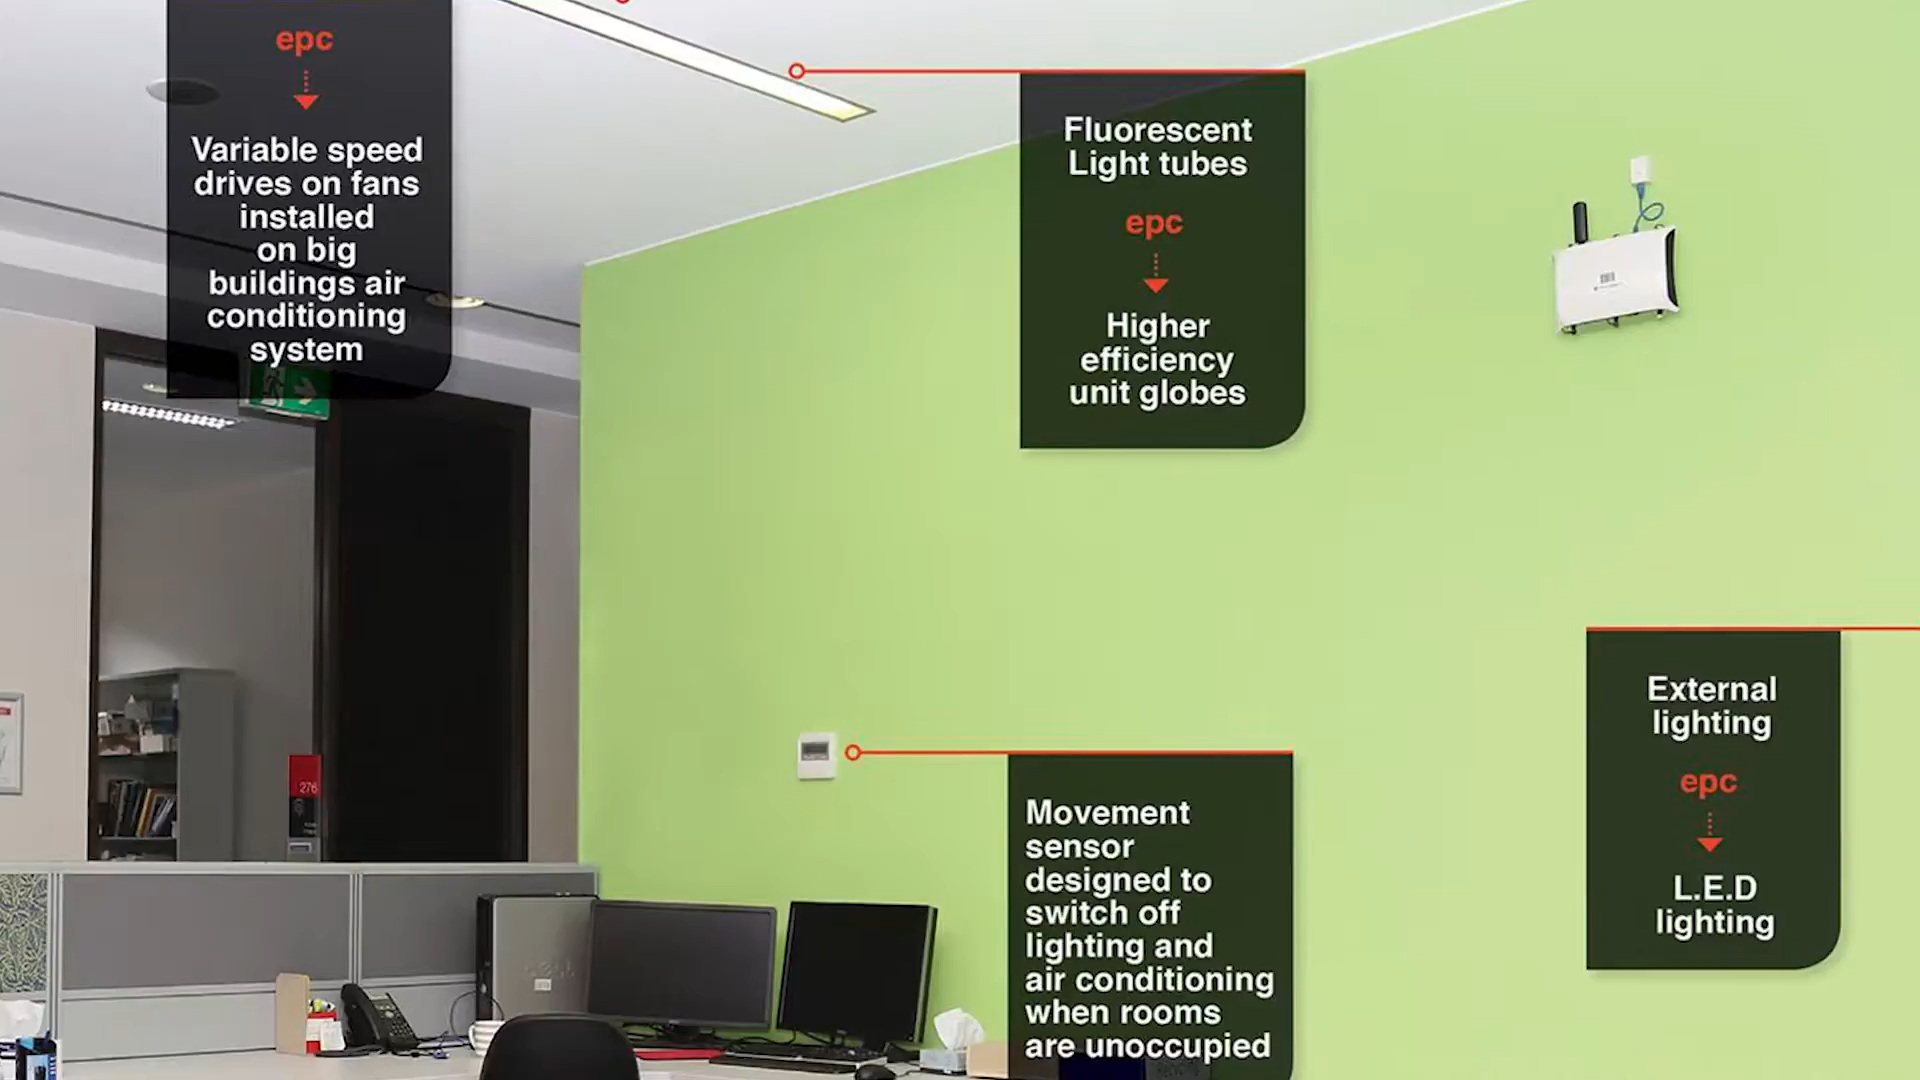 epc
Variable speed
drives on fans
installed
on big
buildings air
conditioning
system
Fluorescent
Light tubes
epc
Higher
efficiency
unit globes
External
lighting
epc
L.E.D
lighting
Movement
sensor
designed to
switch off
lighting and
air conditioning
when rooms
are unoccupied
276